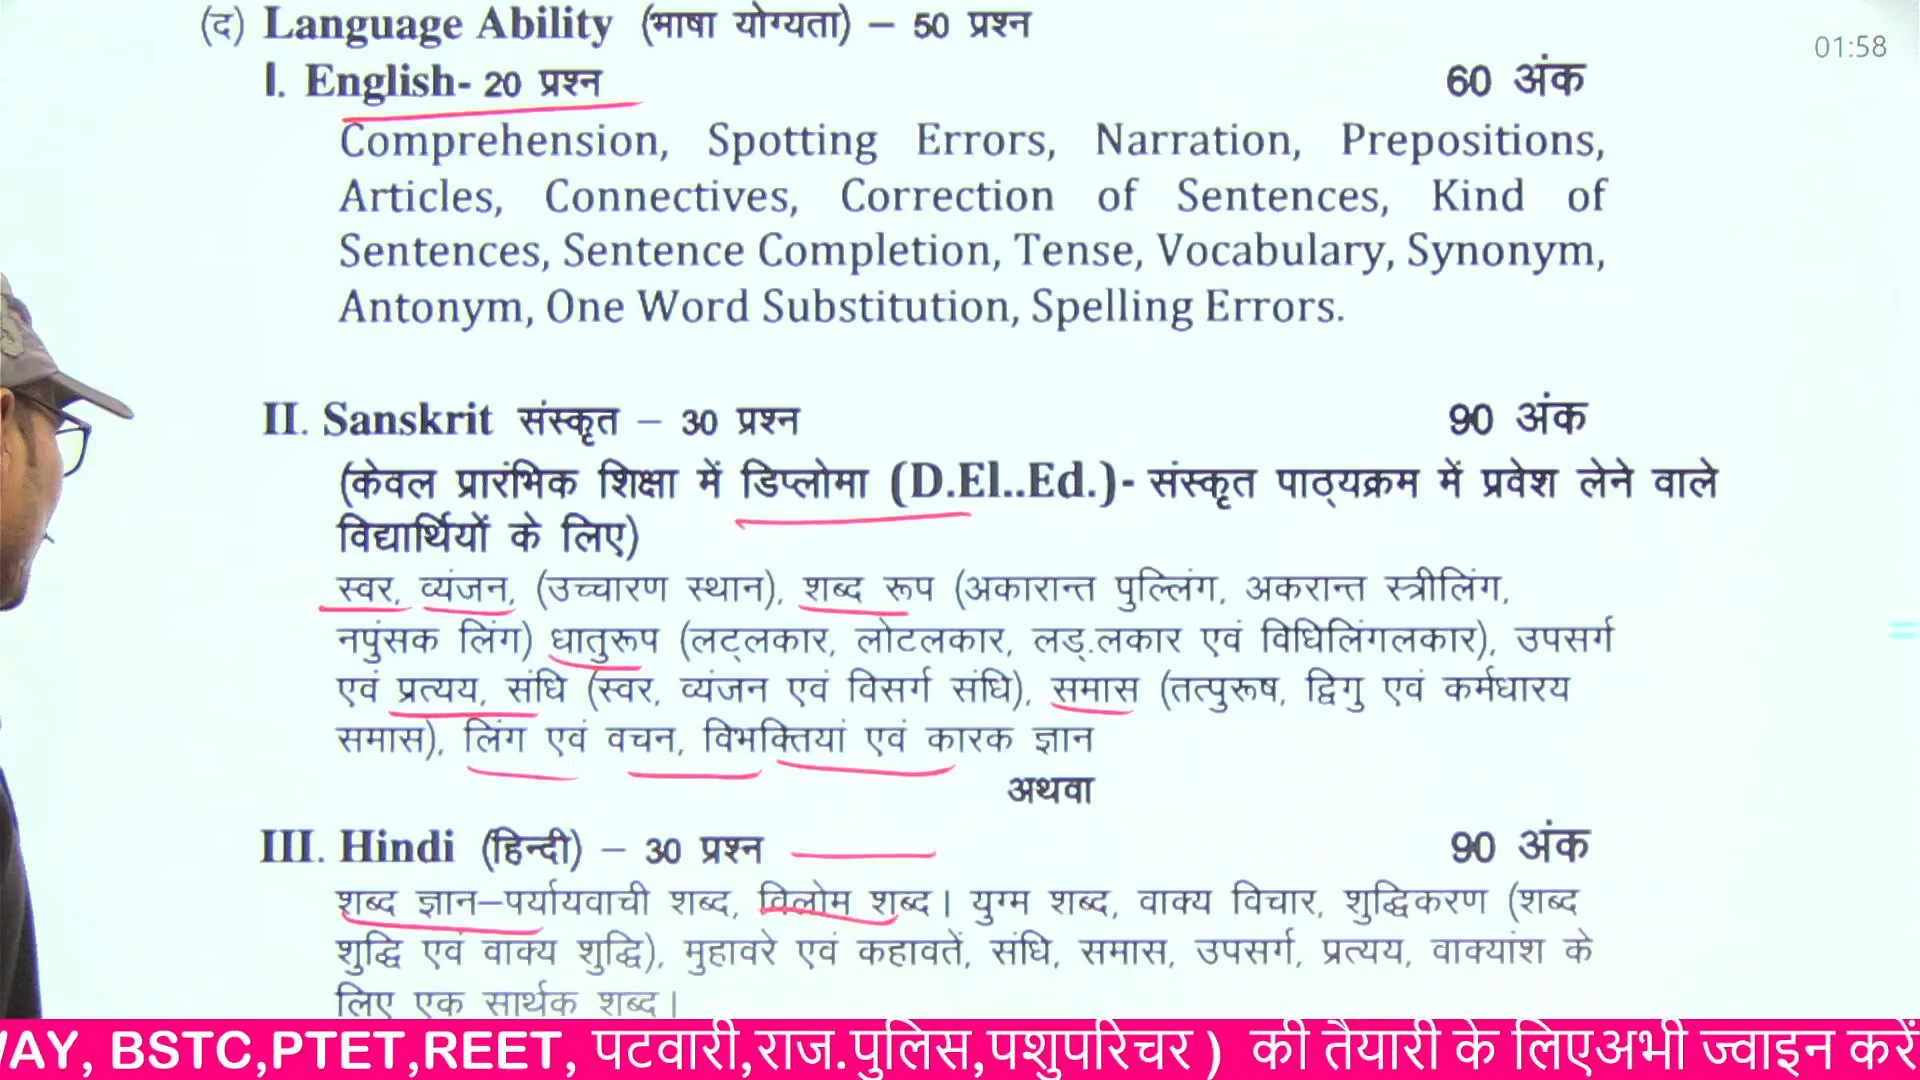 (द) Language Ability (भाषा योग्यता) – 50 प्रश्न
01:58
I. English- 20 प्रश्न 60 अंक
Comprehension, Spotting Errors, Narration, Prepositions,
Articles, Connectives, Correction of Sentences, Kind of
Sentences, Sentence Completion, Tense, Vocabulary, Synonym,
Antonym, One Word Substitution, Spelling Errors.
II. Sanskrit संस्कृत – 30 प्रश्न 90 अंक
(केवल प्रारंभिक शिक्षा में डिप्लोमा (D.El..Ed.)- संस्कृत पाठ्यक्रम में प्रवेश लेने वाले
विद्यार्थियों के लिए)
स्वर, व्यंजन, (उच्चारण स्थान), शब्द रूप (अकारान्त पुल्लिंग, अकरान्त स्त्रीलिंग,
नपुंसक लिंग) धातुरूप (लट्लकार, लोटलकार, लड्.लकार एवं विधिलिंगलकार), उपसर्ग
एवं प्रत्यय, संधि (स्वर, व्यंजन एवं विसर्ग संधि), समास (तत्पुरूष, द्विगु एवं कर्मधारय
समास), लिंग एवं वचन, विभक्तियां एवं कारक ज्ञान
अथवा
III. Hindi (हिन्दी) – 30 प्रश्न 90 अंक
शब्द ज्ञान–पर्यायवाची शब्द, विलोम शब्द। युग्म शब्द, वाक्य विचार, शुद्धिकरण (शब्द
शुद्धि एवं वाक्य शुद्धि), मुहावरे एवं कहावतें, संधि, समास, उपसर्ग, प्रत्यय, वाक्यांश के
लिए एक सार्थक शब्द।
WAY, BSTC,PTET,REET, पटवारी,राज.पुलिस,पशुपरिचर ) की तैयारी के लिएअभी ज्वाइन करें